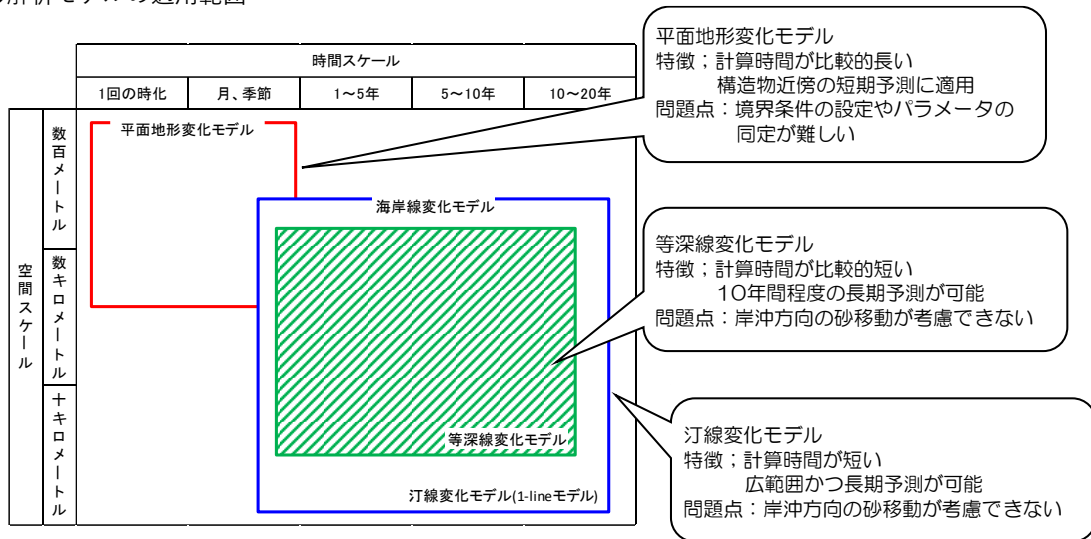 解析モデルの適用範囲
時間スケール
1回の時化
月、季節
1～5年
5～10年
10～20年
空間スケール
数百メートル
数キロメートル
十キロメートル
平面地形変化モデル
海岸線変化モデル
等深線変化モデル
汀線変化モデル(1-lineモデル)
平面地形変化モデル
特徴；計算時間が比較的長い
構造物近傍の短期予測に適用
問題点：境界条件の設定やパラメータの
同定が難しい
等深線変化モデル
特徴；計算時間が比較的短い
10年間程度の長期予測が可能
問題点：岸沖方向の砂移動が考慮できない
汀線変化モデル
特徴；計算時間が短い
広範囲かつ長期予測が可能
問題点：岸沖方向の砂移動が考慮できない